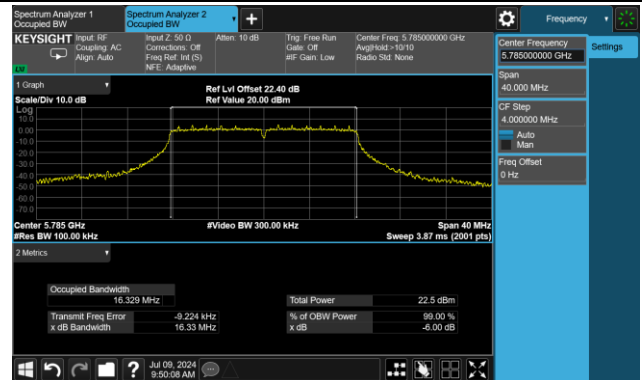 Spectrum Analyzer 1
Occupied BW
Spectrum Analyzer 2
Occupied BW
Frequency
KEYSIGHT
Input: RF
Coupling: AC
Align: Auto
Input Z: 50 Ω
Corrections: Off
Freq Ref: Int (S)
NFE: Adaptive
Atten: 10 dB
Trig: Free Run
Gate: Off
#IF Gain: Low
Center Freq: 5.785000000 GHz
Avg|Hold:>10/10
Radio Std: None
Center Frequency
5.785000000 GHz
Settings
Span
40.000 MHz
CF Step
4.000000 MHz
Auto
Man
Freq Offset
0 Hz
1 Graph
Scale/Div 10.0 dB
Ref Lvl Offset 22.40 dB
Ref Value 20.00 dBm
Log
10.0
0.00
-10.0
-20.0
-30.0
-40.0
-50.0
-60.0
-70.0
Center 5.785 GHz
#Video BW 300.00 kHz
Span 40 MHz
#Res BW 100.00 kHz
Sweep 3.87 ms (2001 pts)
2 Metrics
Occupied Bandwidth
16.329 MHz
Total Power 22.5 dBm
Transmit Freq Error -9.224 kHz
% of OBW Power 99.00 %
x dB Bandwidth 16.33 MHz
x dB -6.00 dB
Jul 09, 2024
9:50:08 AM